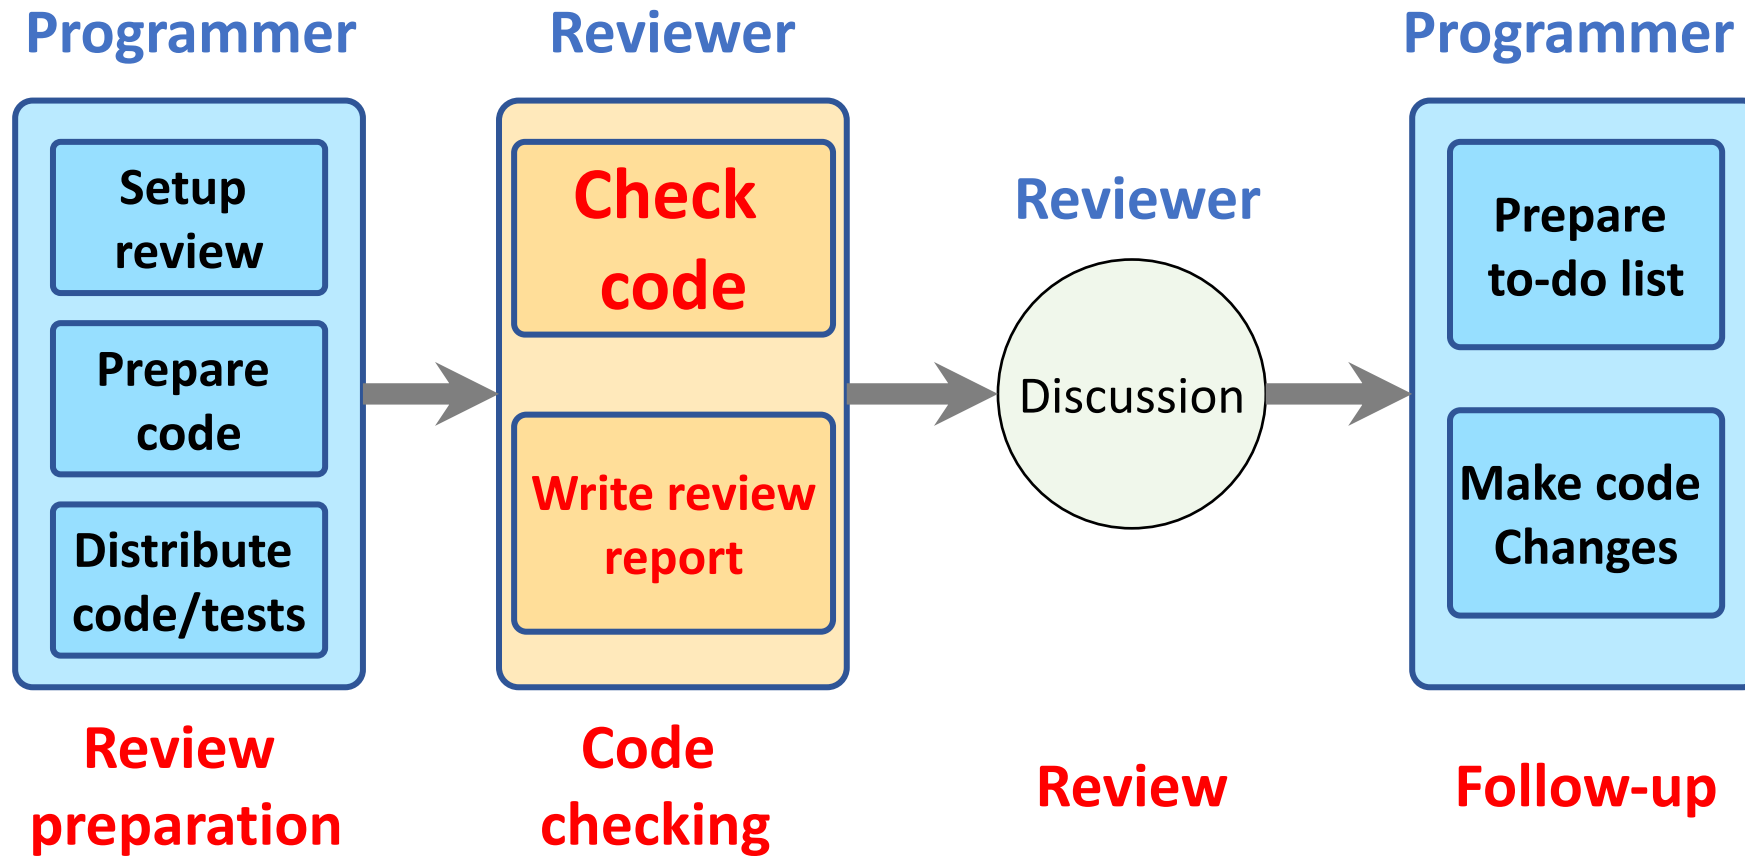 Programmer
Setup
review
Prepare
code
Distribute
code/tests
Review
preparation
Reviewer
Check
code
Write review
report
Code
checking
Reviewer
Discussion
Review
Programmer
Prepare
to-do list
Make code
Changes
Follow-up